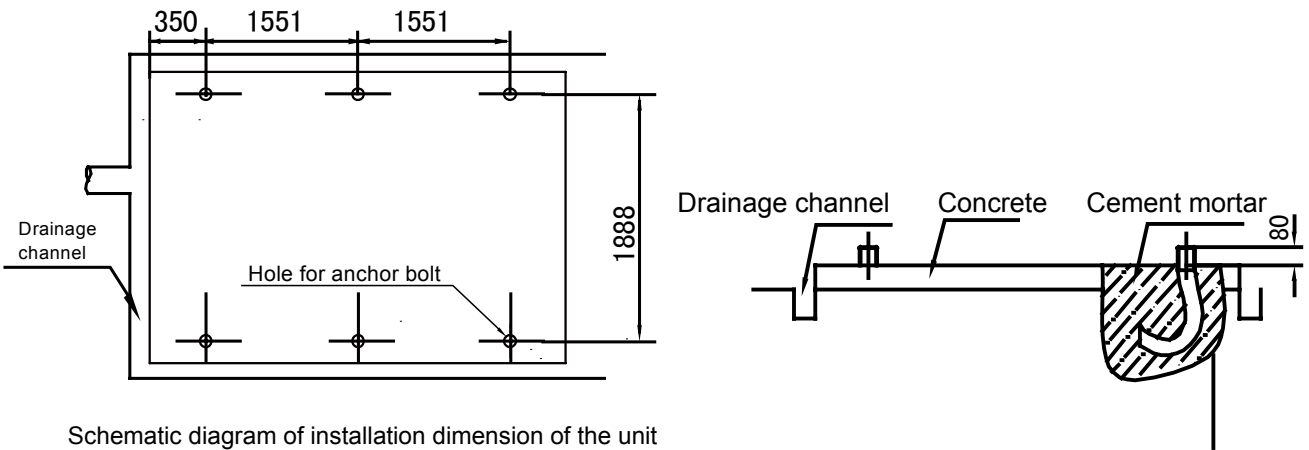 350 1551 1551
1888
Drainage
channel
Hole for anchor bolt
Schematic diagram of installation dimension of the unit
Drainage channel Concrete Cement mortar
80